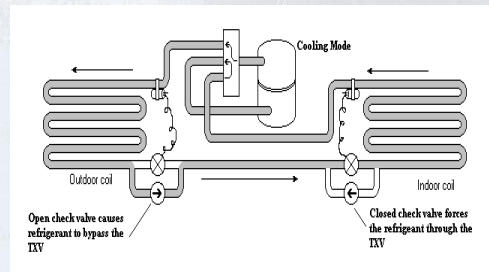 Cooling Mode
Outdoor coil
Indoor coil
Open check valve causes
refrigerant to bypass the
TXV
Closed check valve forces
the refrigeant through the
TXV